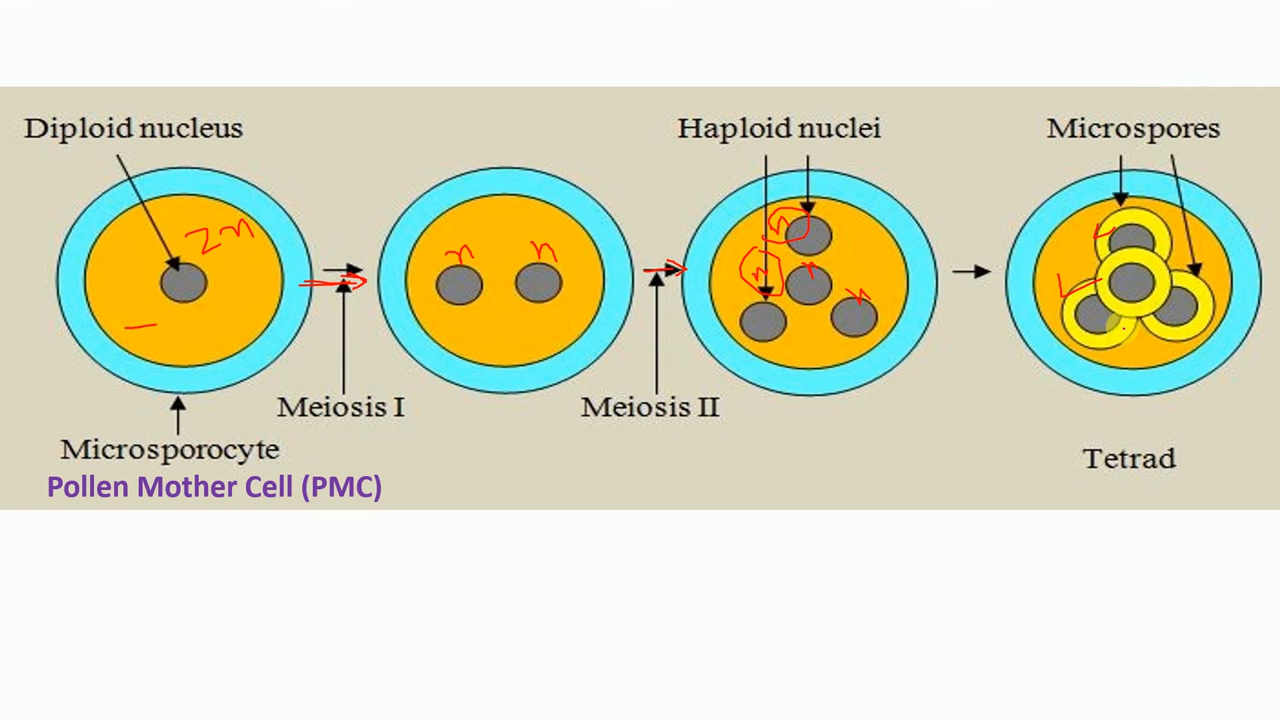 Diploid nucleus
Haploid nuclei
Microspores
2n
n
n
n
n
n
n
Meiosis I
Meiosis II
Microsporocyte
Tetrad
Pollen Mother Cell (PMC)